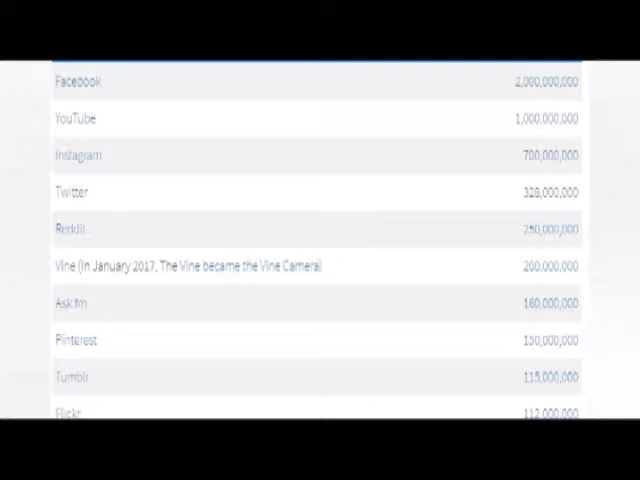 Facebook 2,000,000,000
YouTube 1,000,000,000
Instagram 700,000,000
Twitter 328,000,000
Reddit 250,000,000
Vine (In January 2017, The Vine became the Vine Camera) 200,000,000
Ask.fm 160,000,000
Pinterest 150,000,000
Tumblr 115,000,000
Flickr 112,000,000